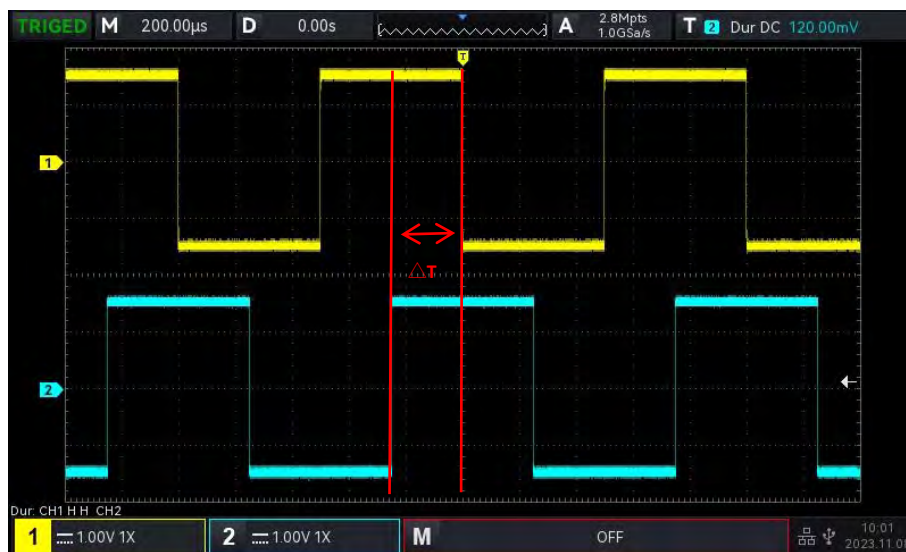 TRIGED M 200.00μs D 0.00s A 2.8Mpts 1.0GSa/s T 2 Dur DC 120.00mV
T
1
△T
2
Dur: CH1 H H CH2
1 1.00V 1X 2 1.00V 1X M OFF 10:01